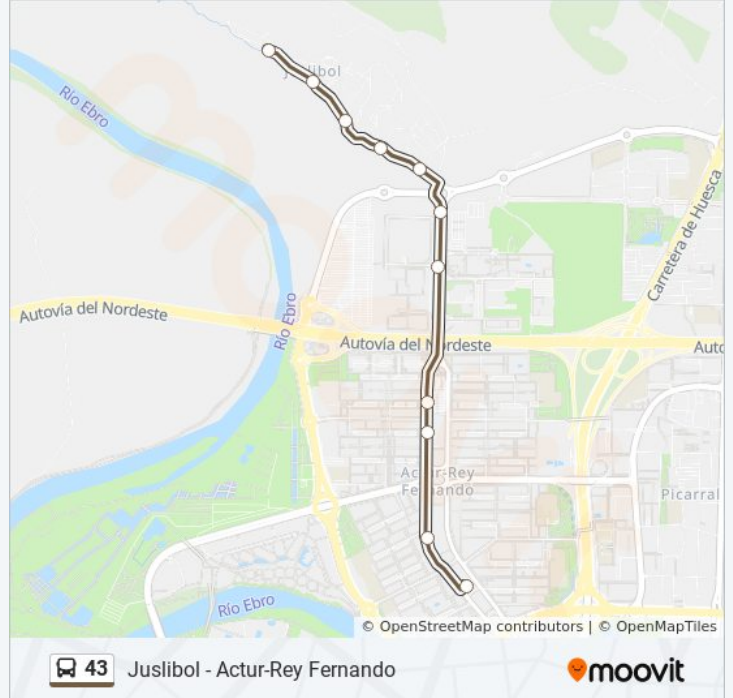 Juslibol
Río Ebro
Carretera de Huesca
Autovía del Nordeste
Río Ebro
Autovía del Nordeste
Auto
Actur-Rey
Fernando
Picarral
Río Ebro
© OpenStreetMap contributors | © OpenMapTiles
43 Juslibol - Actur-Rey Fernando
moovit